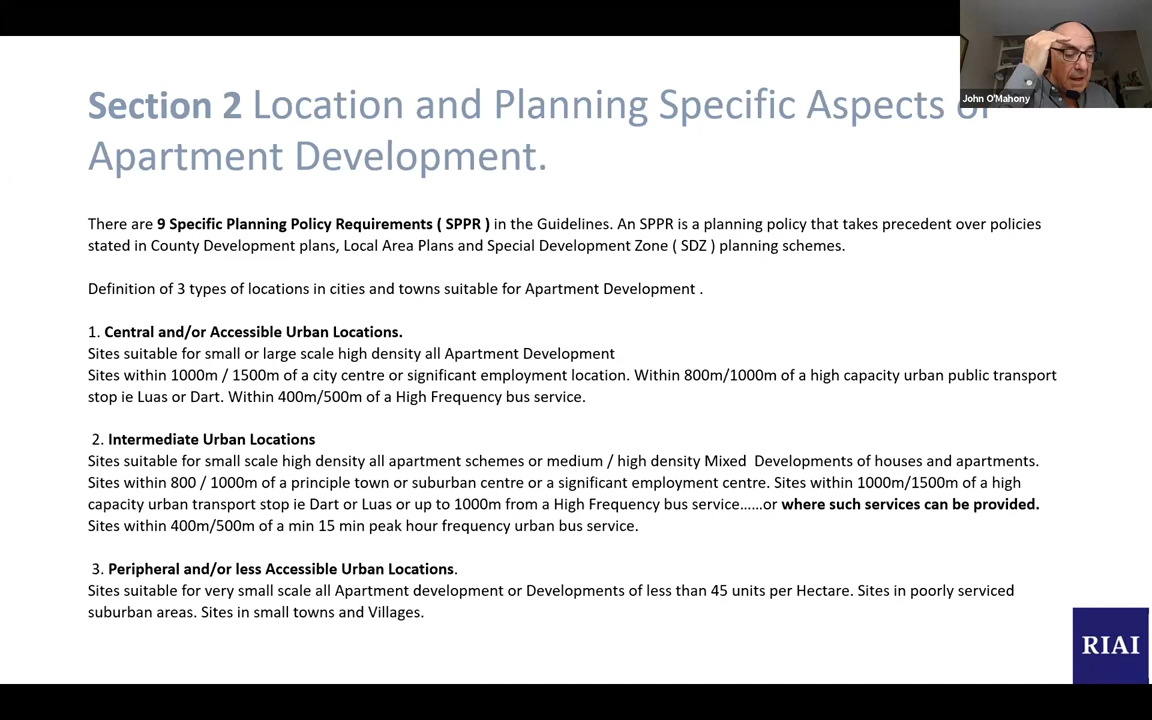 Section 2 Location and Planning Specific Aspects of
Apartment Development.
John O'Mahony
There are 9 Specific Planning Policy Requirements ( SPPR ) in the Guidelines. An SPPR is a planning policy that takes precedent over policies
stated in County Development plans, Local Area Plans and Special Development Zone ( SDZ ) planning schemes.
Definition of 3 types of locations in cities and towns suitable for Apartment Development .
1. Central and/or Accessible Urban Locations.
Sites suitable for small or large scale high density all Apartment Development
Sites within 1000m / 1500m of a city centre or significant employment location. Within 800m/1000m of a high capacity urban public transport
stop ie Luas or Dart. Within 400m/500m of a High Frequency bus service.
2. Intermediate Urban Locations
Sites suitable for small scale high density all apartment schemes or medium / high density Mixed  Developments of houses and apartments.
Sites within 800 / 1000m of a principle town or suburban centre or a significant employment centre. Sites within 1000m/1500m of a high
capacity urban transport stop ie Dart or Luas or up to 1000m from a High Frequency bus service......or where such services can be provided.
Sites within 400m/500m of a min 15 min peak hour frequency urban bus service.
3. Peripheral and/or less Accessible Urban Locations.
Sites suitable for very small scale all Apartment development or Developments of less than 45 units per Hectare. Sites in poorly serviced
suburban areas. Sites in small towns and Villages.
RIAI